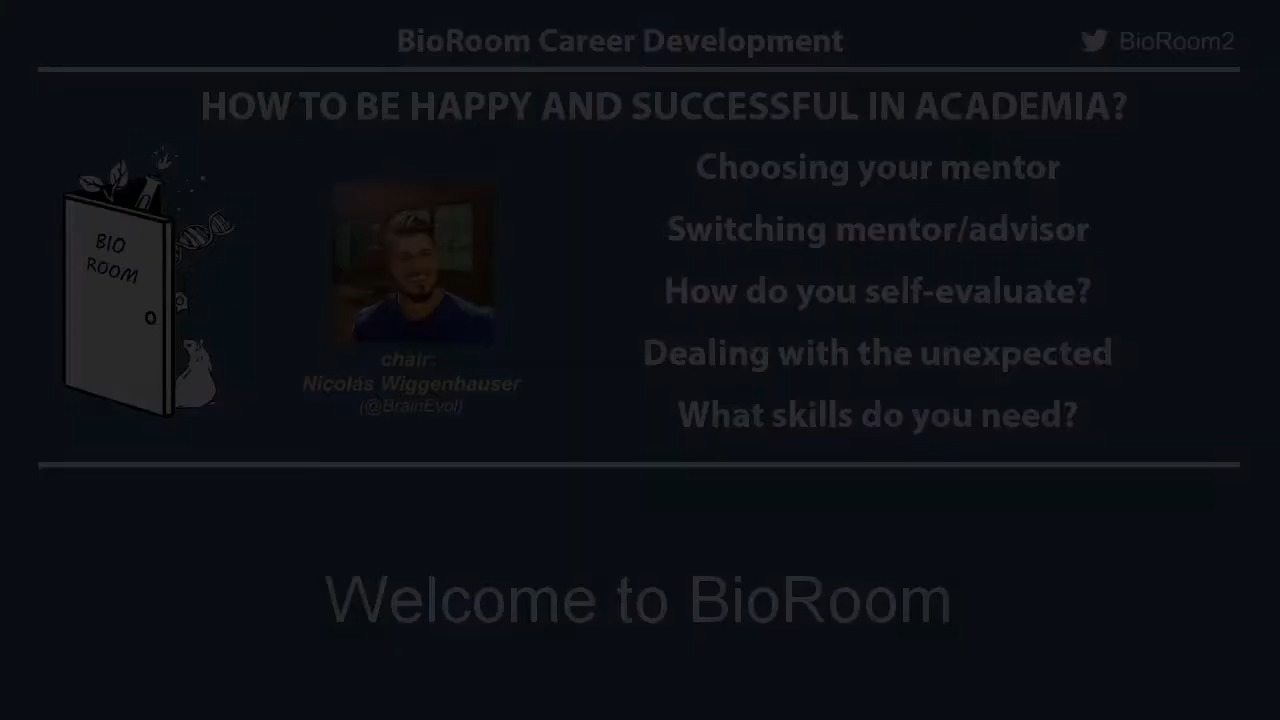 BioRoom Career Development
BioRoom2
HOW TO BE HAPPY AND SUCCESSFUL IN ACADEMIA?
BIO
ROOM
chair:
Nicolás Wiggenhauser
(@BrainEvol)
Choosing your mentor
Switching mentor/advisor
How do you self-evaluate?
Dealing with the unexpected
What skills do you need?
Welcome to BioRoom